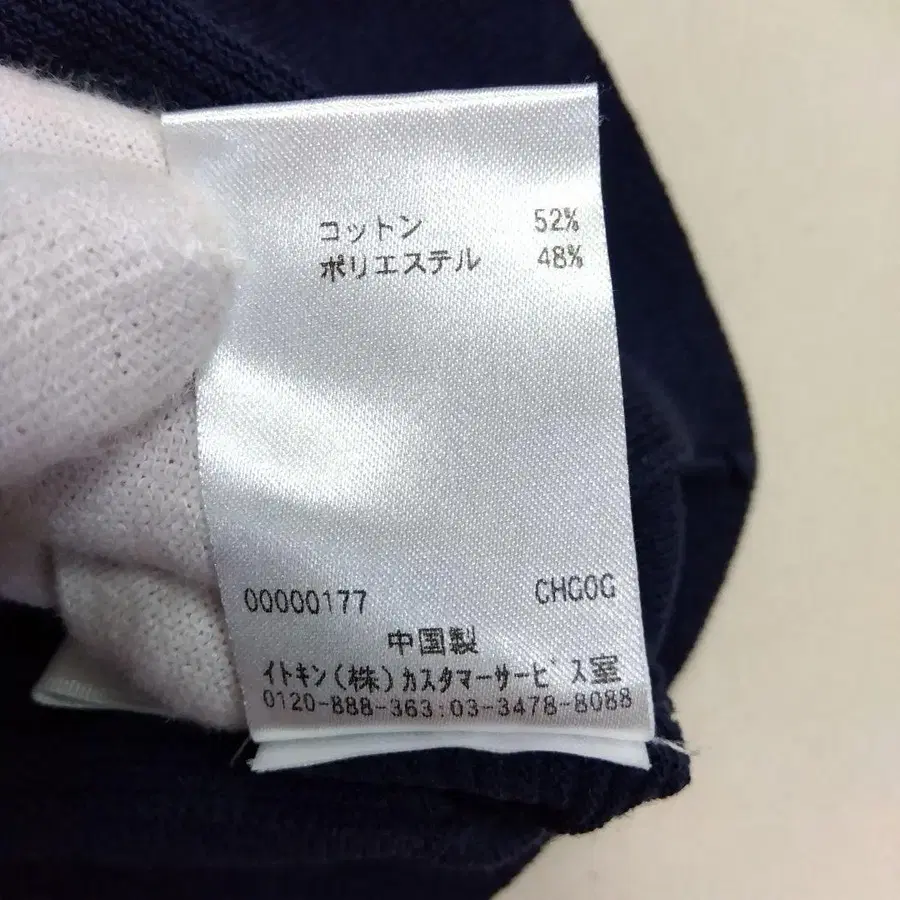 コットン 52%
ポリエステル 48%
00000177 CHG0G
中国製
イトキン(株)カスタマーサービス室
0120-888-363:03-3478-8088